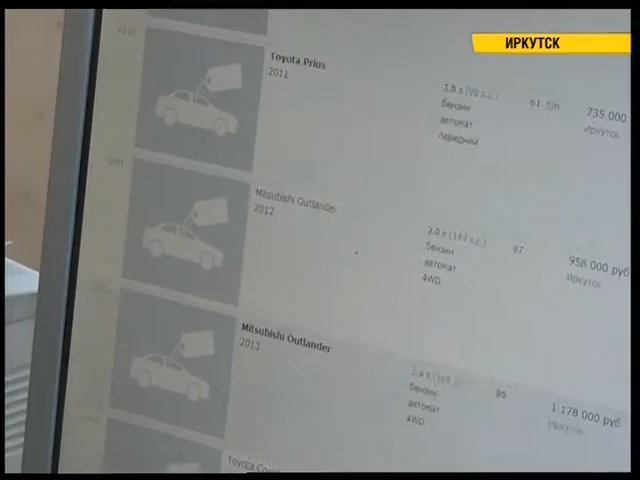 ИРКУТСК
Toyota Prius
2011
бензин
автомат
передний
б/п
735 000
Иркутск
Mitsubishi Outlander
2012
2.0 л
бензин
автомат
4WD
87
958 000 руб
Иркутск
Mitsubishi Outlander
2013
бензин
автомат
4WD
86
1 178 000 руб
Иркутск
Toyota